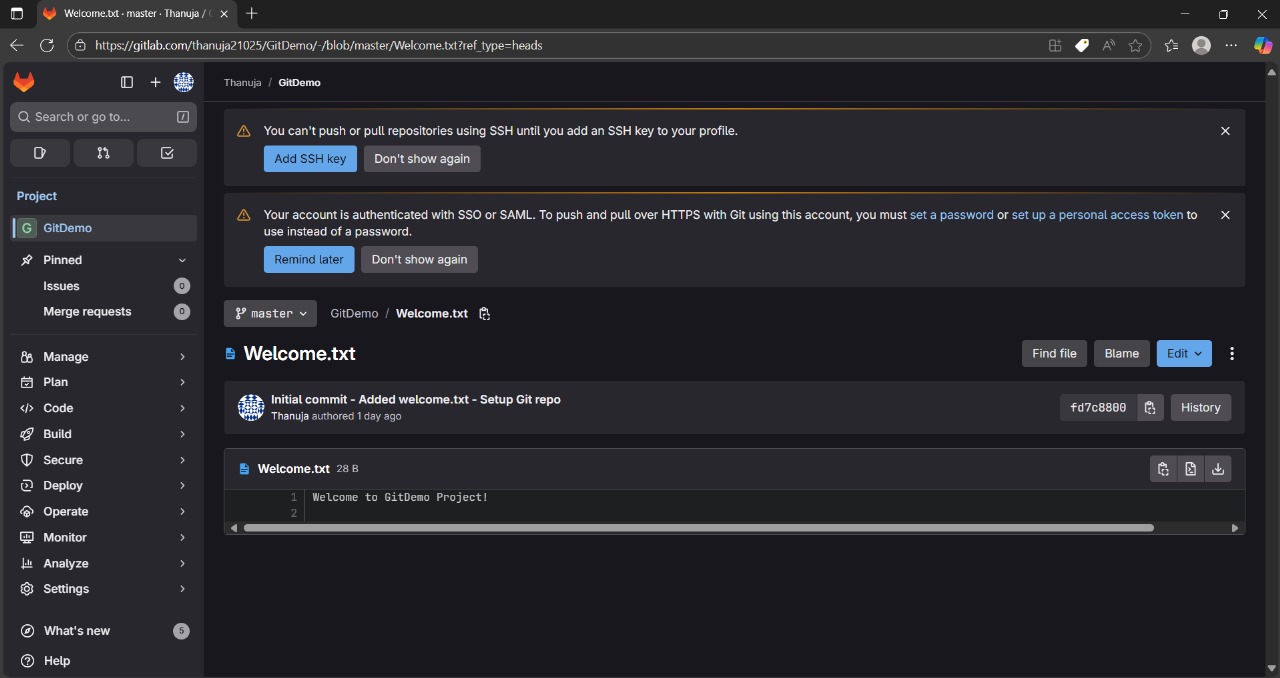 Welcome.txt · master · Thanuja /
https://gitlab.com/thanuja21025/GitDemo/-/blob/master/Welcome.txt?ref_type=heads
Search or go to... /
Project
G GitDemo
Pinned
Issues 0
Merge requests 0
Manage
Plan
Code
Build
Secure
Deploy
Operate
Monitor
Analyze
Settings
What's new 5
Help
Thanuja / GitDemo
You can't push or pull repositories using SSH until you add an SSH key to your profile.
Add SSH key Don't show again
Your account is authenticated with SSO or SAML. To push and pull over HTTPS with Git using this account, you must set a password or set up a personal access token to
use instead of a password.
Remind later Don't show again
master GitDemo / Welcome.txt
Welcome.txt Find file Blame Edit
Initial commit - Added welcome.txt - Setup Git repo
Thanuja authored 1 day ago
fd7c8800 History
Welcome.txt 28 B
1 Welcome to GitDemo Project!
2